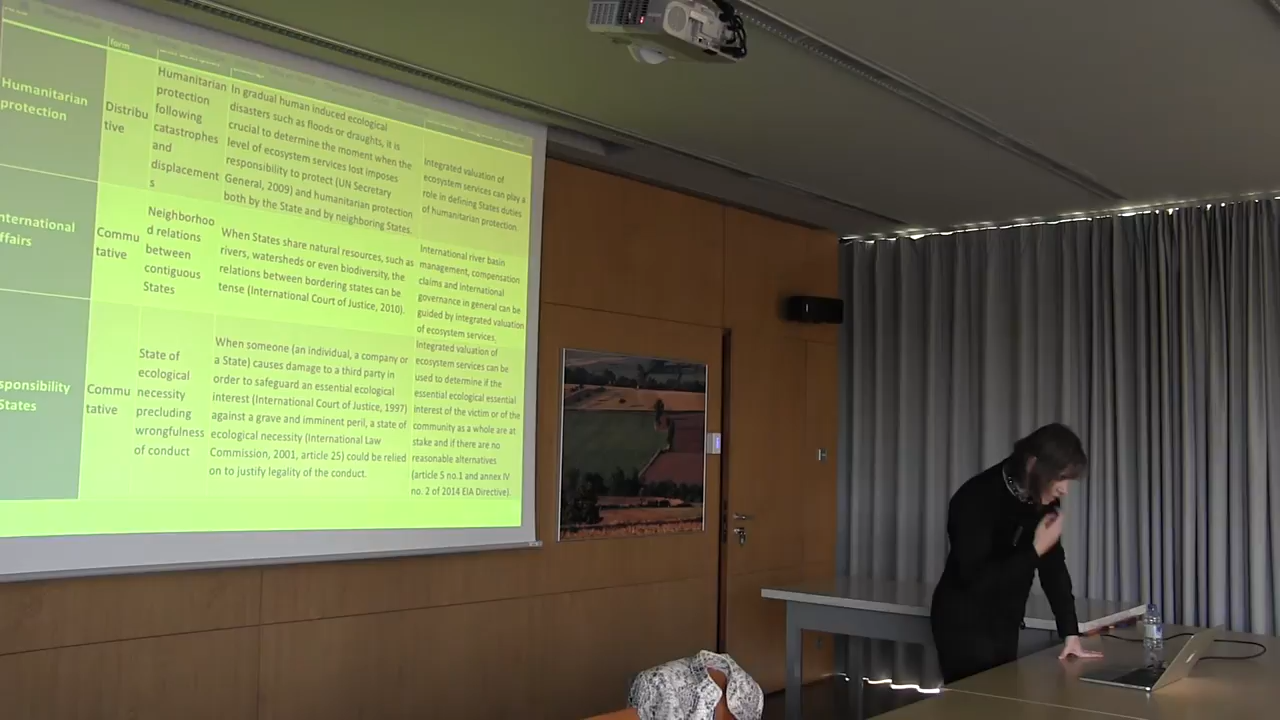 form
Humanitarian
protection
Distribu
tive
Humanitarian
protection
following
catastrophes
and
displacement
s
In gradual human induced ecological
disasters such as floods or draughts, it is
crucial to determine the moment when the
level of ecosystem services lost imposes
responsibility to protect (UN Secretary
General, 2009) and humanitarian protection
both by the State and by neighboring States.
Integrated valuation of
ecosystem services can play a
role in defining States duties
of humanitarian protection.
nternational
ffairs
Commu
tative
Neighborhoo
d relations
between
contiguous
States
When States share natural resources, such as
rivers, watersheds or even biodiversity, the
relations between bordering states can be
tense (International Court of Justice, 2010).
International river basin
management, compensation
claims and international
governance in general can be
guided by integrated valuation
of ecosystem services.
sponsibility
States
Commu
tative
State of
ecological
necessity
precluding
wrongfulness
of conduct
When someone (an individual, a company or
a State) causes damage to a third party in
order to safeguard an essential ecological
interest (International Court of Justice, 1997)
against a grave and imminent peril, a state of
ecological necessity (International Law
Commission, 2001, article 25) could be relied
on to justify legality of the conduct.
Integrated valuation of
ecosystem services can be
used to determine if the
essential ecological essential
interest of the victim or of the
community as a whole are at
stake and if there are no
reasonable alternatives
(article 5 no.1 and annex IV
no. 2 of 2014 EIA Directive).